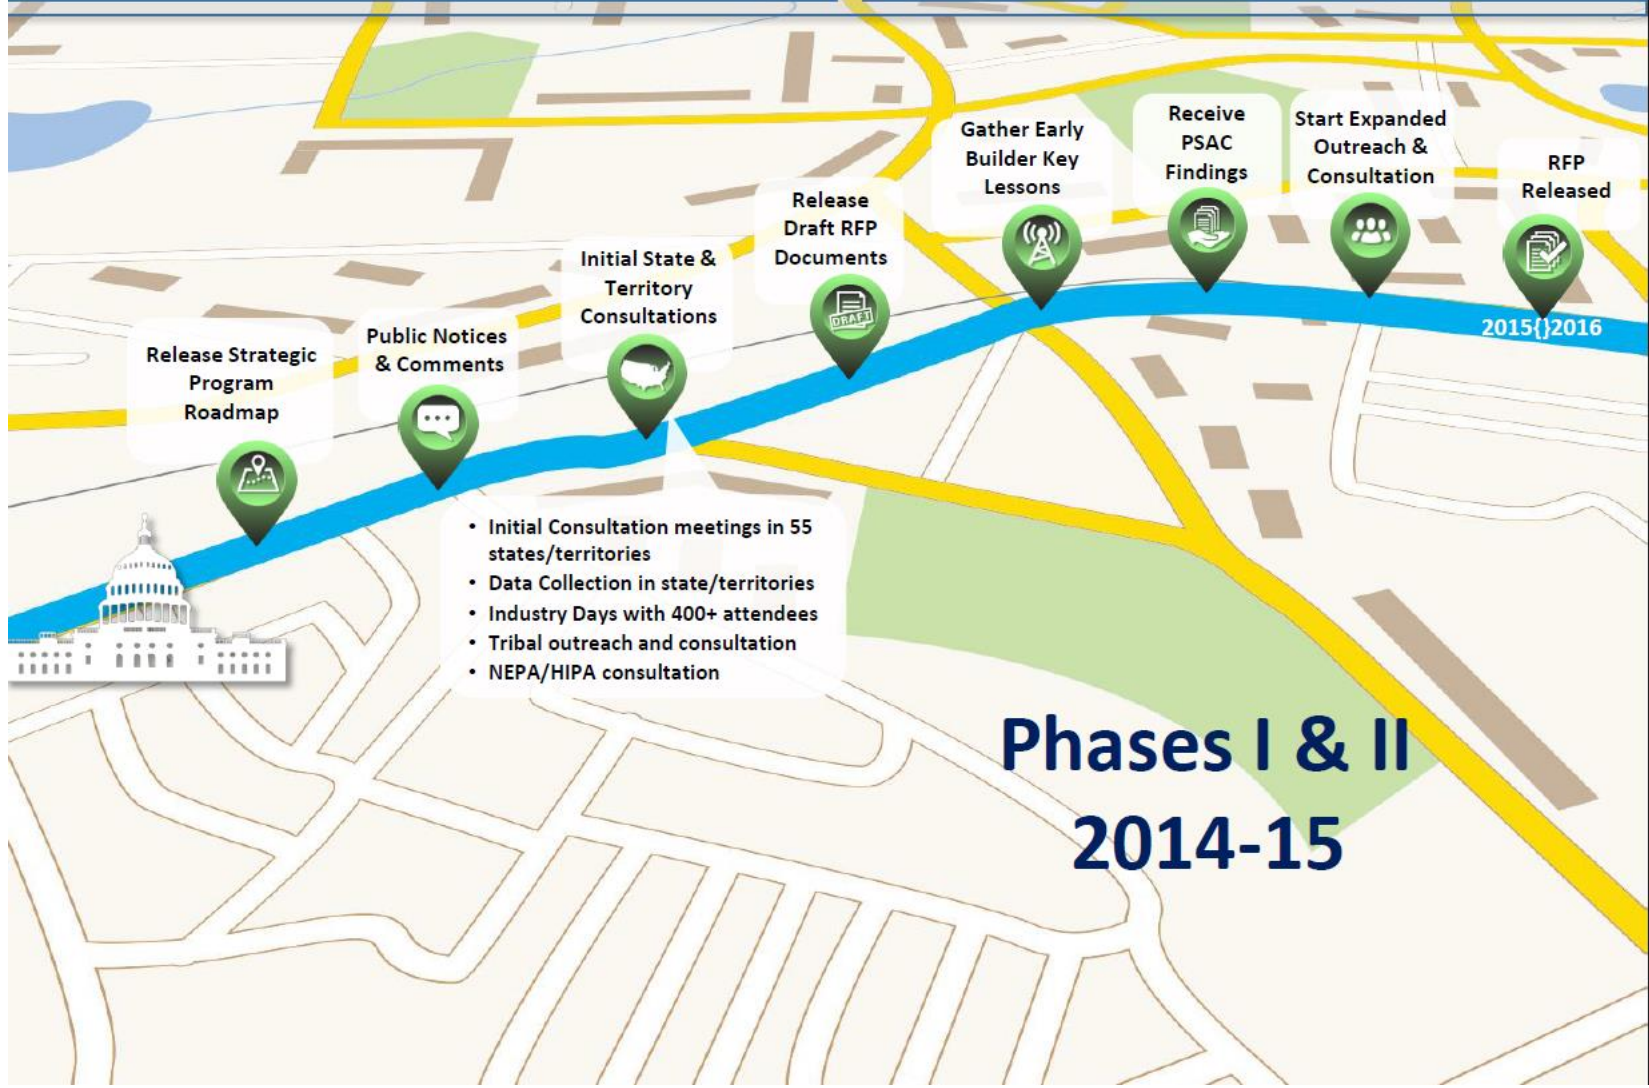 Release Strategic
Program
Roadmap
Public Notices
& Comments
Initial State &
Territory
Consultations
Release
Draft RFP
Documents
DRAFT
Gather Early
Builder Key
Lessons
Receive
PSAC
Findings
Start Expanded
Outreach &
Consultation
RFP
Released
2015{}2016
• Initial Consultation meetings in 55
states/territories
• Data Collection in state/territories
• Industry Days with 400+ attendees
• Tribal outreach and consultation
• NEPA/HIPA consultation
Phases I & II
2014-15